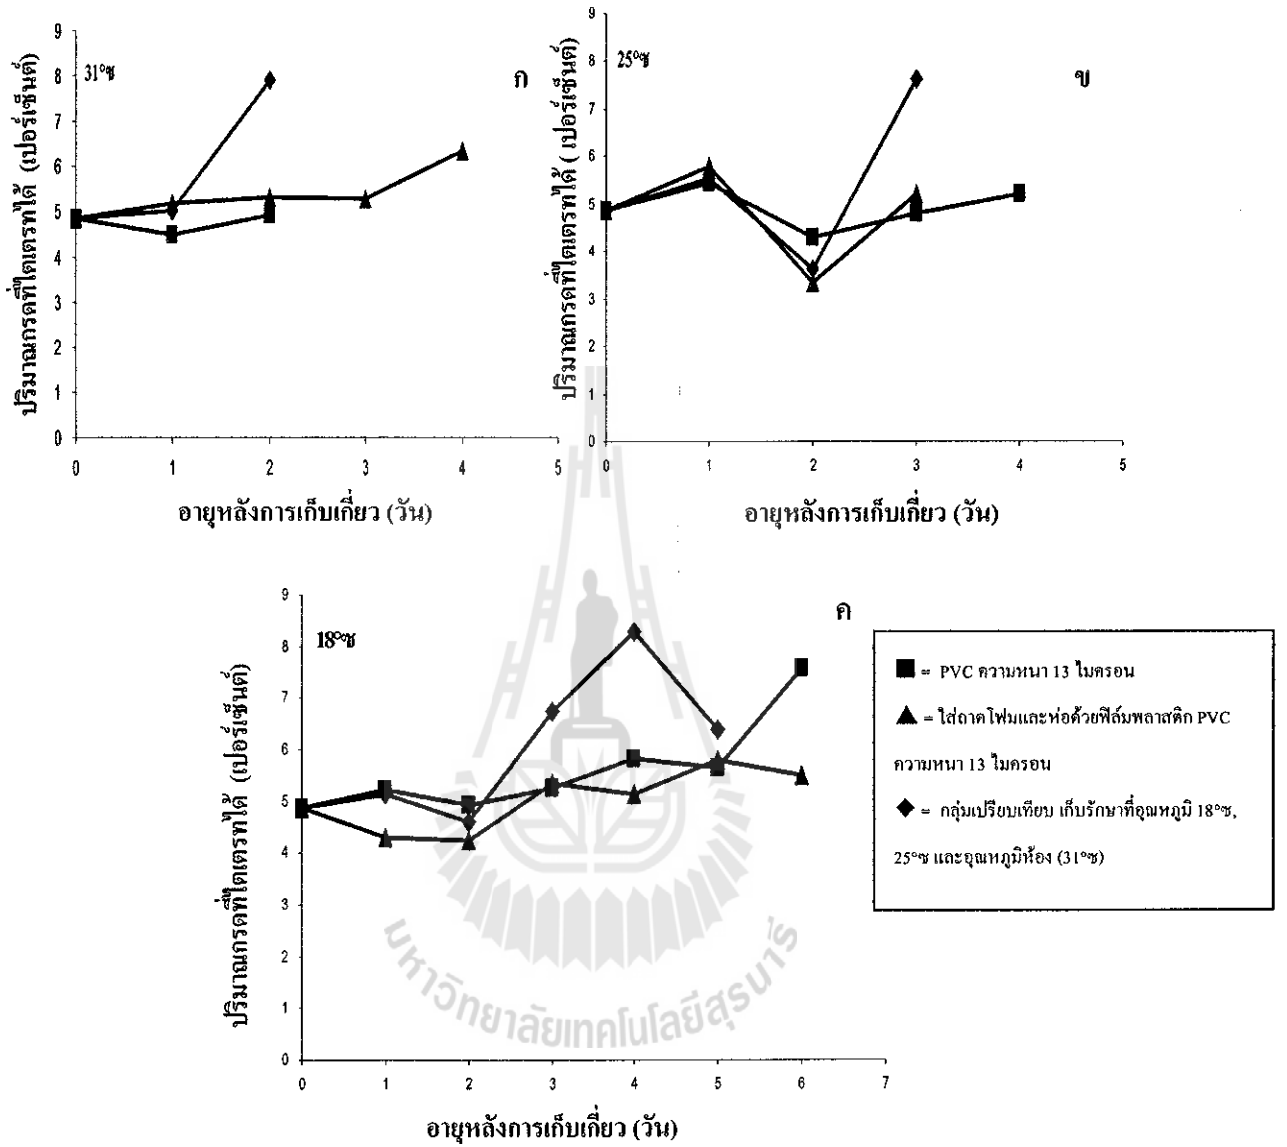 ปริมาณกรดที่ไตเตรทได้ (เปอร์เซ็นต์)
31°ซ
ก
9
8
7
6
5
4
3
2
1
0
0 1 2 3 4 5
อายุหลังการเก็บเกี่ยว (วัน)
ปริมาณกรดที่ไตเตรทได้ ( เปอร์เซ็นต์)
25°ซ
ข
9
8
7
6
5
4
3
2
1
0
0 1 2 3 4 5
อายุหลังการเก็บเกี่ยว (วัน)
ปริมาณกรดที่ไตเตรทได้ (เปอร์เซ็นต์)
18°ซ
ค
9
8
7
6
5
4
3
2
1
0
0 1 2 3 4 5 6 7
อายุหลังการเก็บเกี่ยว (วัน)
■ = PVC ความหนา 13 ไมครอน
▲ = ใส่ถาดโฟมและห่อด้วยฟิล์มพลาสติก PVC
ความหนา 13 ไมครอน
◆ = กลุ่มเปรียบเทียบ เก็บรักษาที่อุณหภูมิ 18°ซ,
25°ซ และอุณหภูมิห้อง (31°ซ)
มหาวิทยาลัยเทคโนโลยีสุรนารี